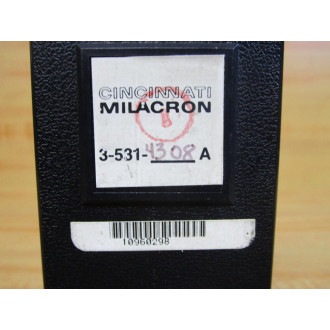 CINCINNATI
MILACRON
3-531-4308 A
10960298